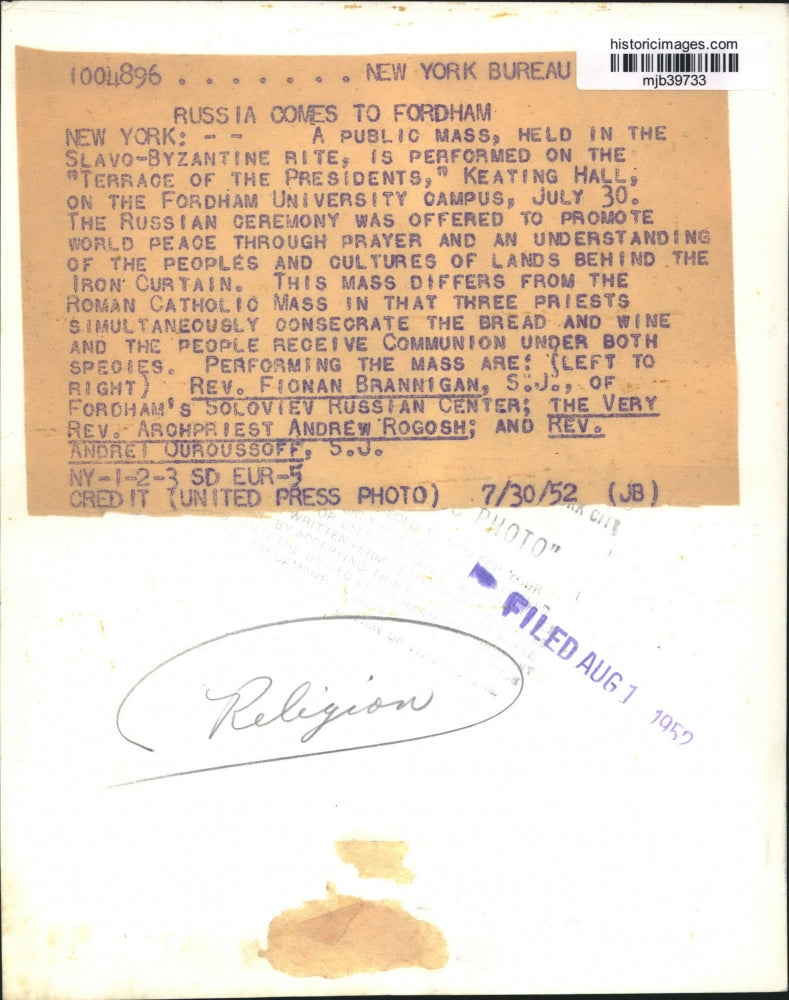 historicimages.com
mjb39733
1004896 . . . . . . . . NEW YORK BUREAU
RUSSIA COMES TO FORDHAM
NEW YORK: - - A PUBLIC MASS, HELD IN THE
SLAVO-BYZANTINE RITE, IS PERFORMED ON THE
"TERRACE OF THE PRESIDENTS," KEATING HALL,
ON THE FORDHAM UNIVERSITY CAMPUS, JULY 30.
THE RUSSIAN CEREMONY WAS OFFERED TO PROMOTE
WORLD PEACE THROUGH PRAYER AND AN UNDERSTANDING
OF THE PEOPLES AND CULTURES OF LANDS BEHIND THE
IRON CURTAIN. THIS MASS DIFFERS FROM THE
ROMAN CATHOLIC MASS IN THAT THREE PRIESTS
SIMULTANEOUSLY CONSECRATE THE BREAD AND WINE
AND THE PEOPLE RECEIVE COMMUNION UNDER BOTH
SPECIES. PERFORMING THE MASS ARE: (LEFT TO
RIGHT) REV. FIONAN BRANNIGAN, S.J., OF
FORDHAM'S SOLOVIEV RUSSIAN CENTER; THE VERY
REV. ARCHPRIEST ANDREW ROGOSH; AND REV.
ANDREI OUROUSSOFF, S.J.
NY-1-2-3 SD EUR-5
CREDIT (UNITED PRESS PHOTO) 7/30/52 (JB)
PHOTO"
FILED AUG 1 1952
Religion